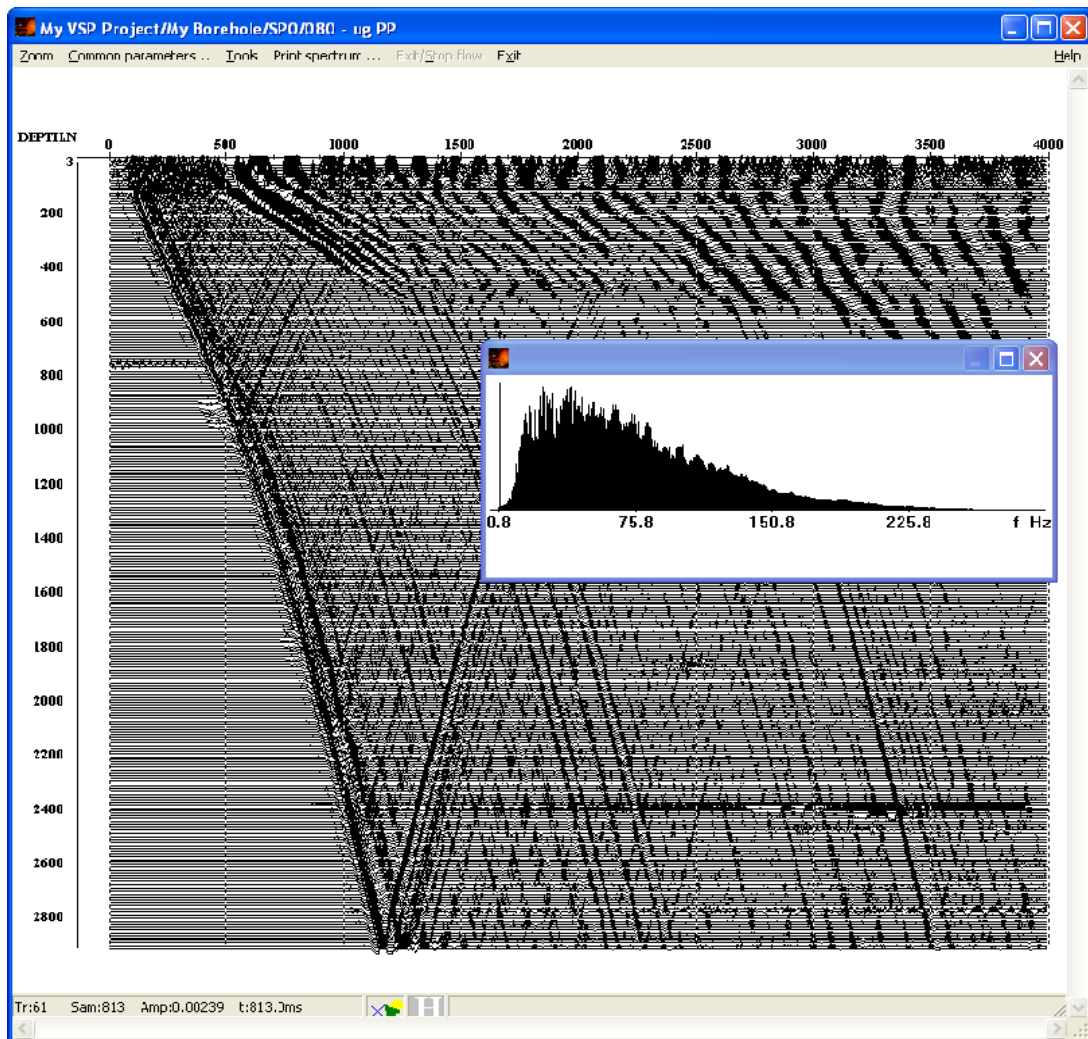 My VSP Project/My Borehole/SP0/080 - ug PP
Zoom Common parameters... Tools Print spectrum ... Exit/Stop flow Exit Help
DEPTH,N
0 500 1000 1500 2000 2500 3000 3500 4000
3
200
400
600
800
1000
1200
1400
1600
1800
2000
2200
2400
2600
2800
0.8 75.8 150.8 225.8 f Hz
Tr:61 Sam:813 Amp:0.00239 t:813.0ms